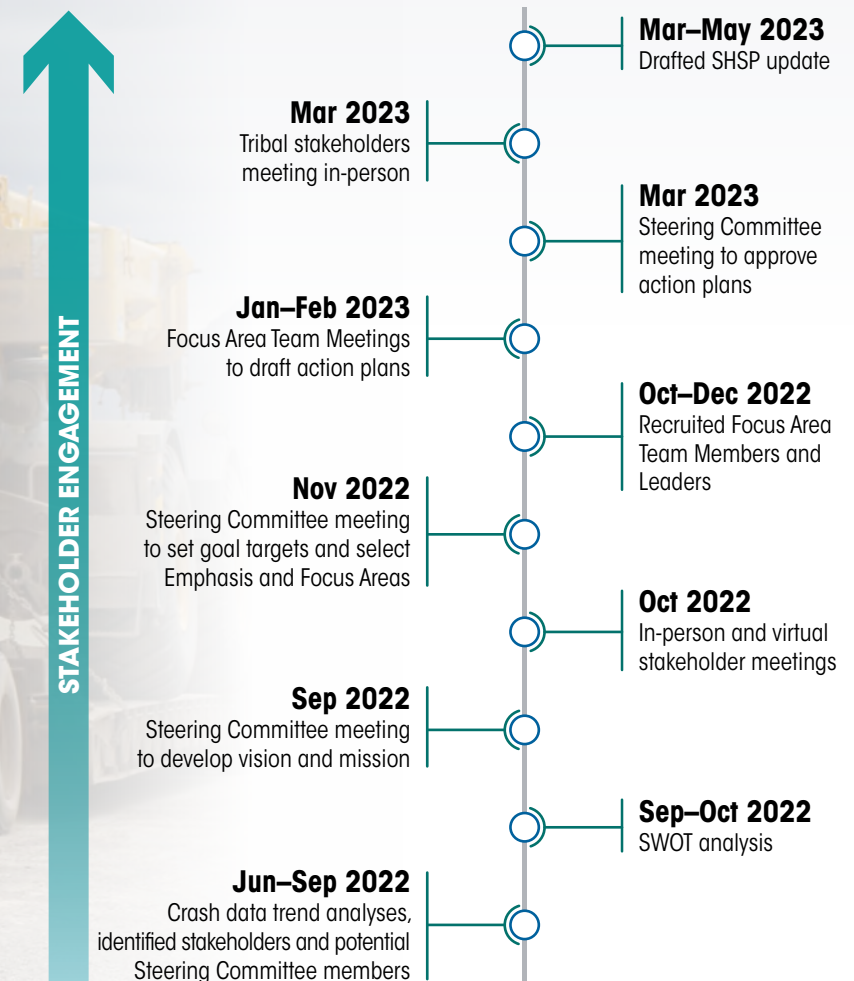 Mar–May 2023
Drafted SHSP update
Mar 2023
Tribal stakeholders
meeting in-person
Mar 2023
Steering Committee
meeting to approve
action plans
Jan–Feb 2023
Focus Area Team Meetings
to draft action plans
Oct–Dec 2022
Recruited Focus Area
Team Members and
Leaders
Nov 2022
Steering Committee meeting
to set goal targets and select
Emphasis and Focus Areas
Oct 2022
In-person and virtual
stakeholder meetings
Sep 2022
Steering Committee meeting
to develop vision and mission
Sep–Oct 2022
SWOT analysis
Jun–Sep 2022
Crash data trend analyses,
identified stakeholders and potential
Steering Committee members
STAKEHOLDER ENGAGEMENT